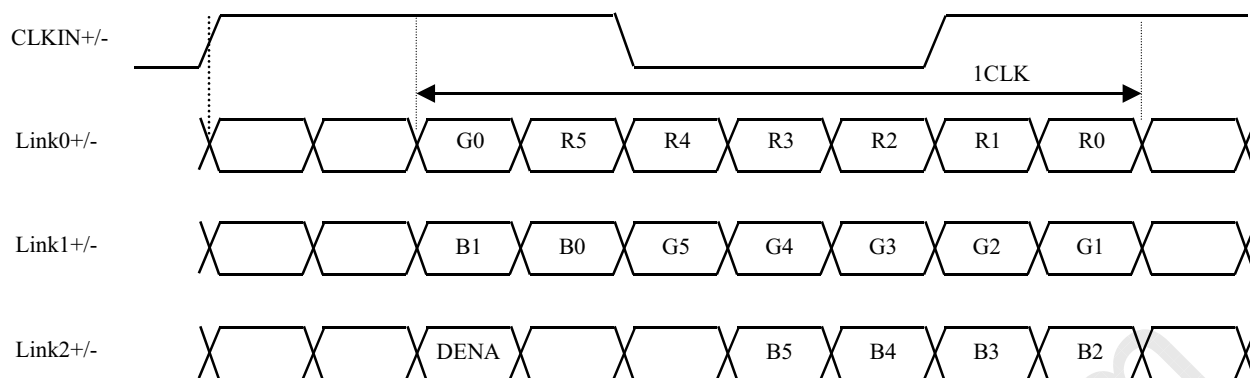 CLKIN+/-
1CLK
Link0+/- G0 R5 R4 R3 R2 R1 R0
Link1+/- B1 B0 G5 G4 G3 G2 G1
Link2+/- DENA B5 B4 B3 B2